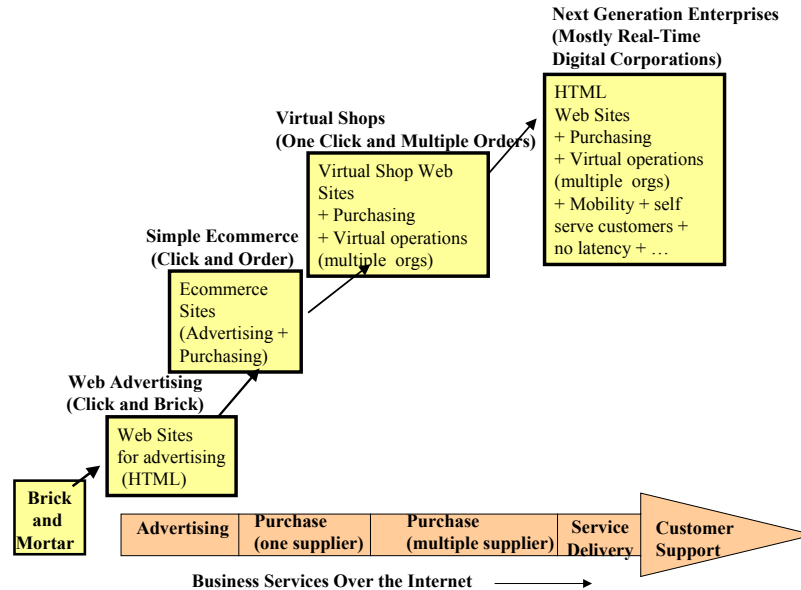 Next Generation Enterprises
(Mostly Real-Time
Digital Corporations)
HTML
Web Sites
+ Purchasing
+ Virtual operations
(multiple orgs)
+ Mobility + self
serve customers +
no latency + …
Virtual Shops
(One Click and Multiple Orders)
Virtual Shop Web
Sites
+ Purchasing
+ Virtual operations
(multiple orgs)
Simple Ecommerce
(Click and Order)
Ecommerce
Sites
(Advertising +
Purchasing)
Web Advertising
(Click and Brick)
Web Sites
for advertising
(HTML)
Brick
and
Mortar
Advertising
Purchase
(one supplier)
Purchase
(multiple supplier)
Service
Delivery
Customer
Support
Business Services Over the Internet